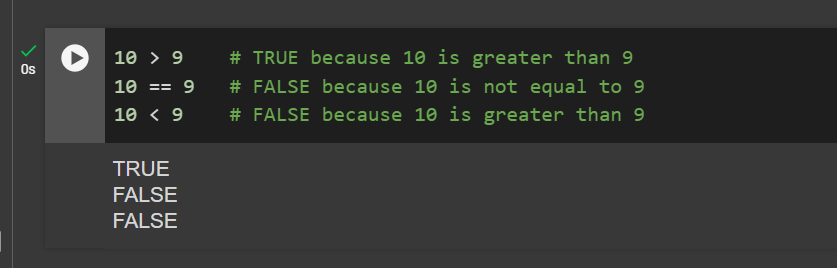 10 > 9    # TRUE because 10 is greater than 9
10 == 9   # FALSE because 10 is not equal to 9
10 < 9    # FALSE because 10 is greater than 9
0s
TRUE
FALSE
FALSE